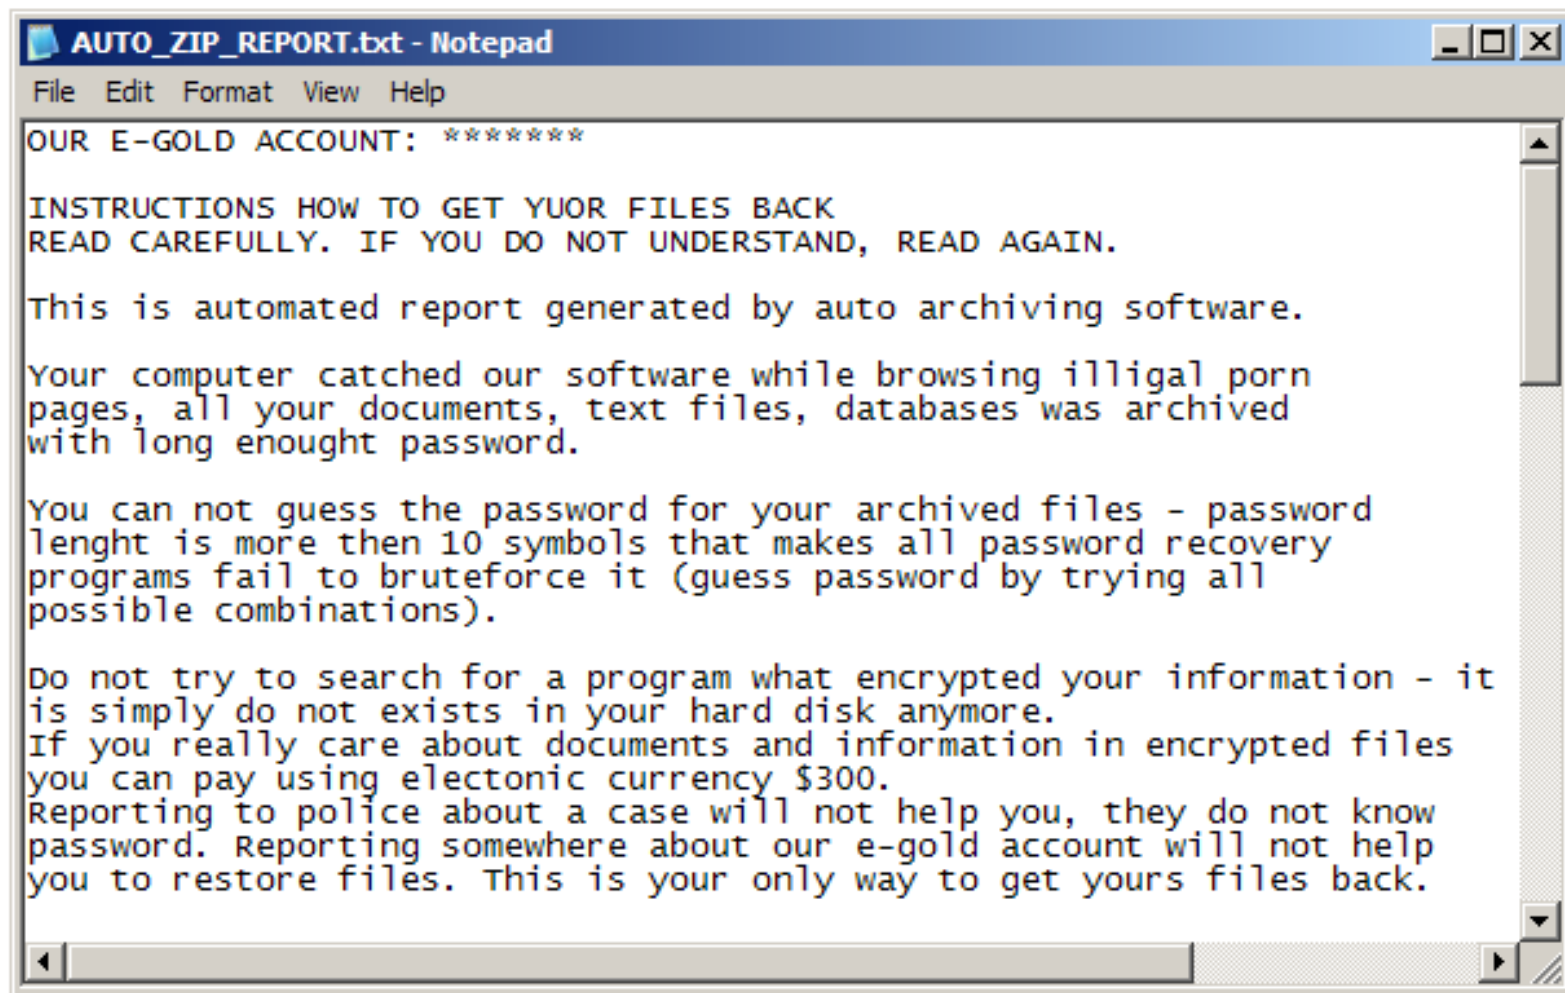 AUTO_ZIP_REPORT.txt - Notepad
File Edit Format View Help
OUR E-GOLD ACCOUNT: *******
INSTRUCTIONS HOW TO GET YUOR FILES BACK
READ CAREFULLY. IF YOU DO NOT UNDERSTAND, READ AGAIN.
This is automated report generated by auto archiving software.
Your computer catched our software while browsing illigal porn
pages, all your documents, text files, databases was archived
with long enought password.
You can not guess the password for your archived files - password
lenght is more then 10 symbols that makes all password recovery
programs fail to bruteforce it (guess password by trying all
possible combinations).
Do not try to search for a program what encrypted your information - it
is simply do not exists in your hard disk anymore.
If you really care about documents and information in encrypted files
you can pay using electonic currency $300.
Reporting to police about a case will not help you, they do not know
password. Reporting somewhere about our e-gold account will not help
you to restore files. This is your only way to get yours files back.